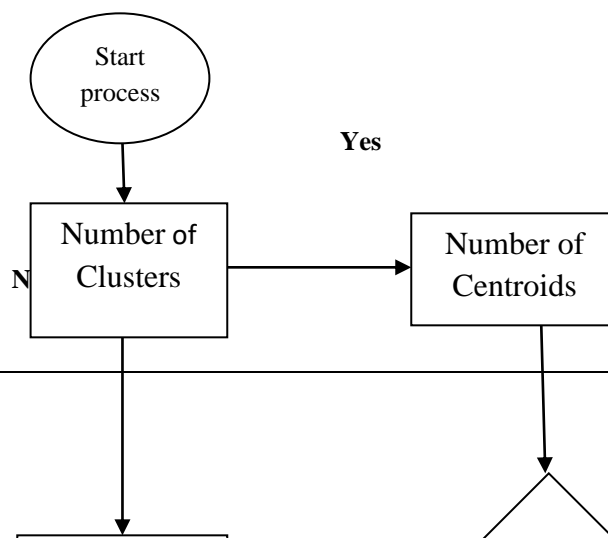 Start
process
Yes
Number of
Clusters
N
Number of
Centroids